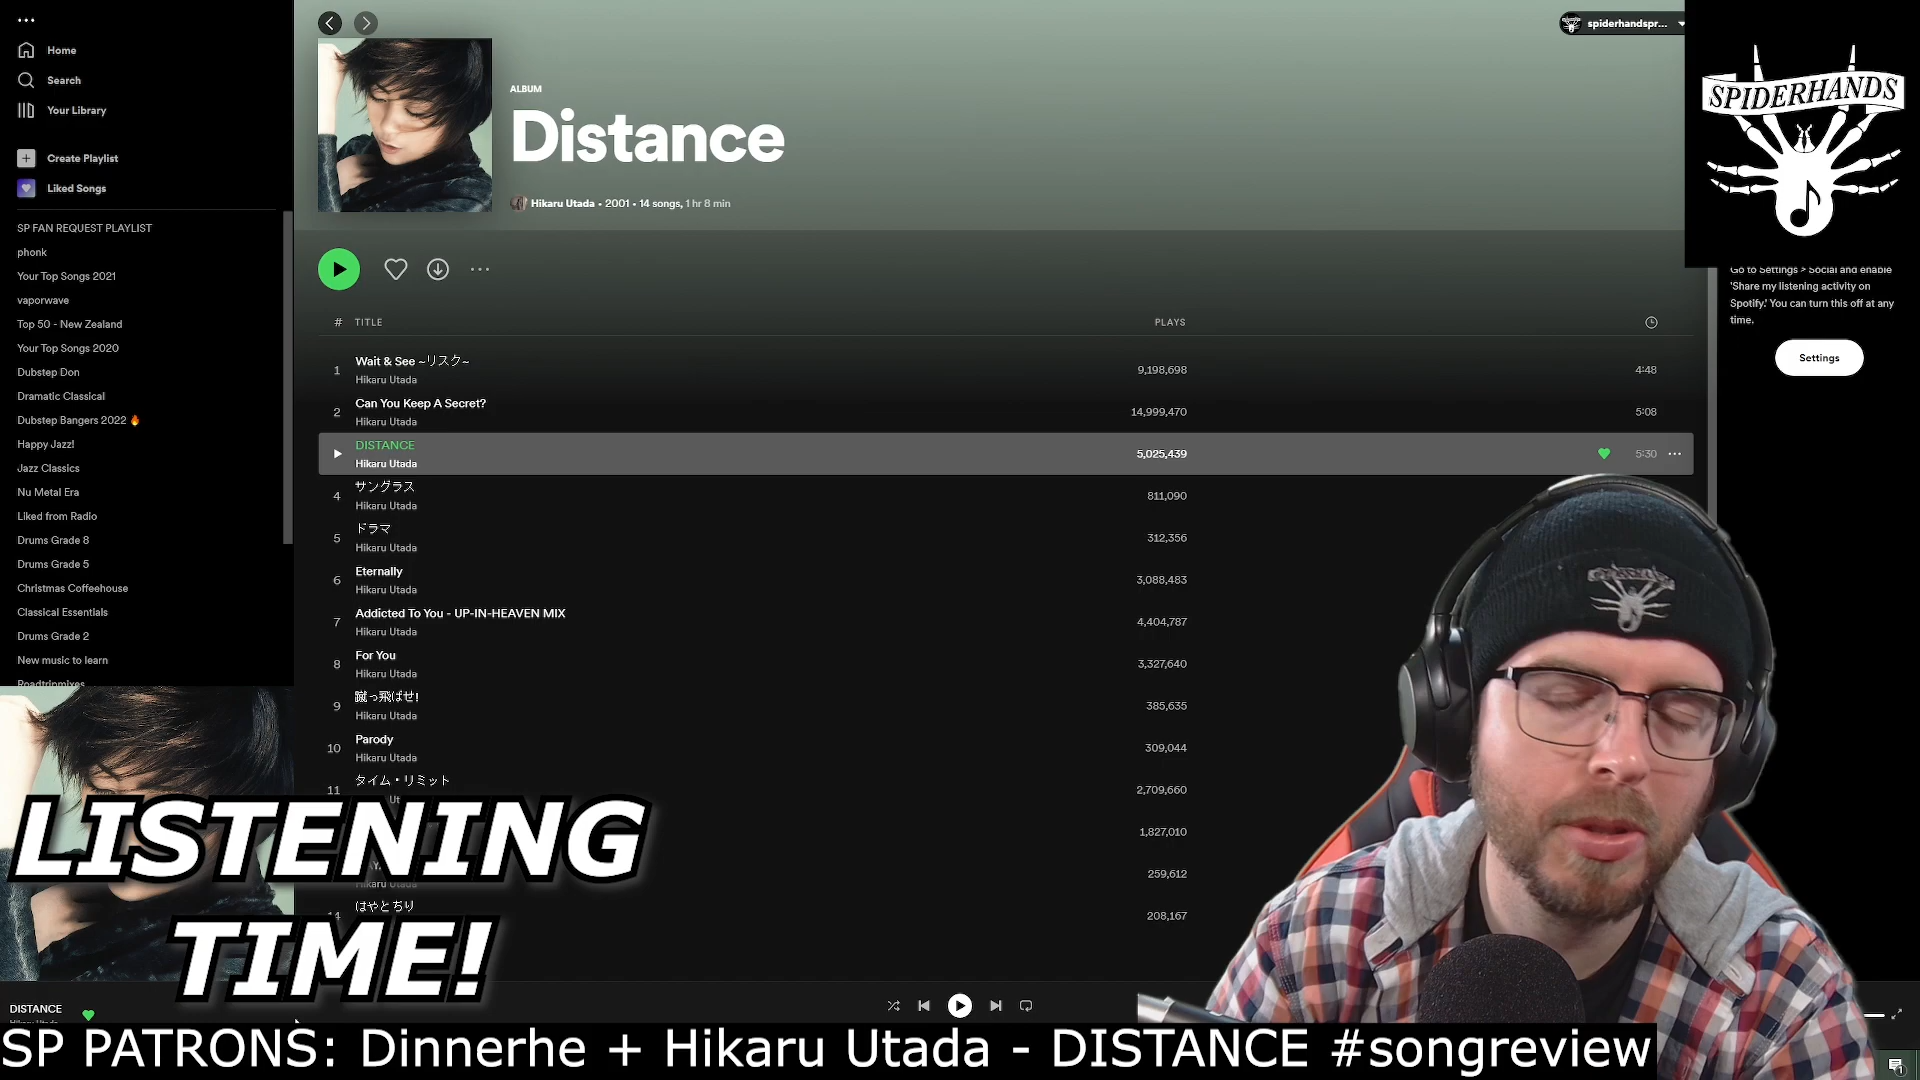 Home
Search
Your Library
Create Playlist
Liked Songs
SP FAN REQUEST PLAYLIST
phonk
Your Top Songs 2021
vaporwave
Top 50 - New Zealand
Your Top Songs 2020
Dubstep Don
Dramatic Classical
Dubstep Bangers 2022 🔥
Happy Jazz!
Jazz Classics
Nu Metal Era
Liked from Radio
Drums Grade 8
Drums Grade 5
Christmas Coffeehouse
Classical Essentials
Drums Grade 2
New music to learn
Roadtripmixes
spiderhandspr...
SPIDERHANDS
ALBUM
Distance
Hikaru Utada • 2001 • 14 songs, 1 hr 8 min
Go to Settings > Social and enable
'Share my listening activity on
Spotify.' You can turn this off at any
time.
Settings
# TITLE PLAYS
1 Wait & See ~リスク~ 9,198,698 4:48
Hikaru Utada
2 Can You Keep A Secret? 14,999,470 5:08
Hikaru Utada
DISTANCE 5,025,439 5:30
Hikaru Utada
4 サングラス 811,090
Hikaru Utada
5 ドラマ 312,356
Hikaru Utada
6 Eternally 3,088,483
Hikaru Utada
7 Addicted To You - UP-IN-HEAVEN MIX 4,404,787
Hikaru Utada
8 For You 3,327,640
Hikaru Utada
9 蹴っ飛ばせ! 385,635
Hikaru Utada
10 Parody 309,044
Hikaru Utada
11 タイム・リミット 2,709,660
1,827,010
259,612
Hikaru Utada
14 はやとちり 208,167
LISTENING
TIME!
DISTANCE
SP PATRONS: Dinnerhe + Hikaru Utada - DISTANCE #songreview